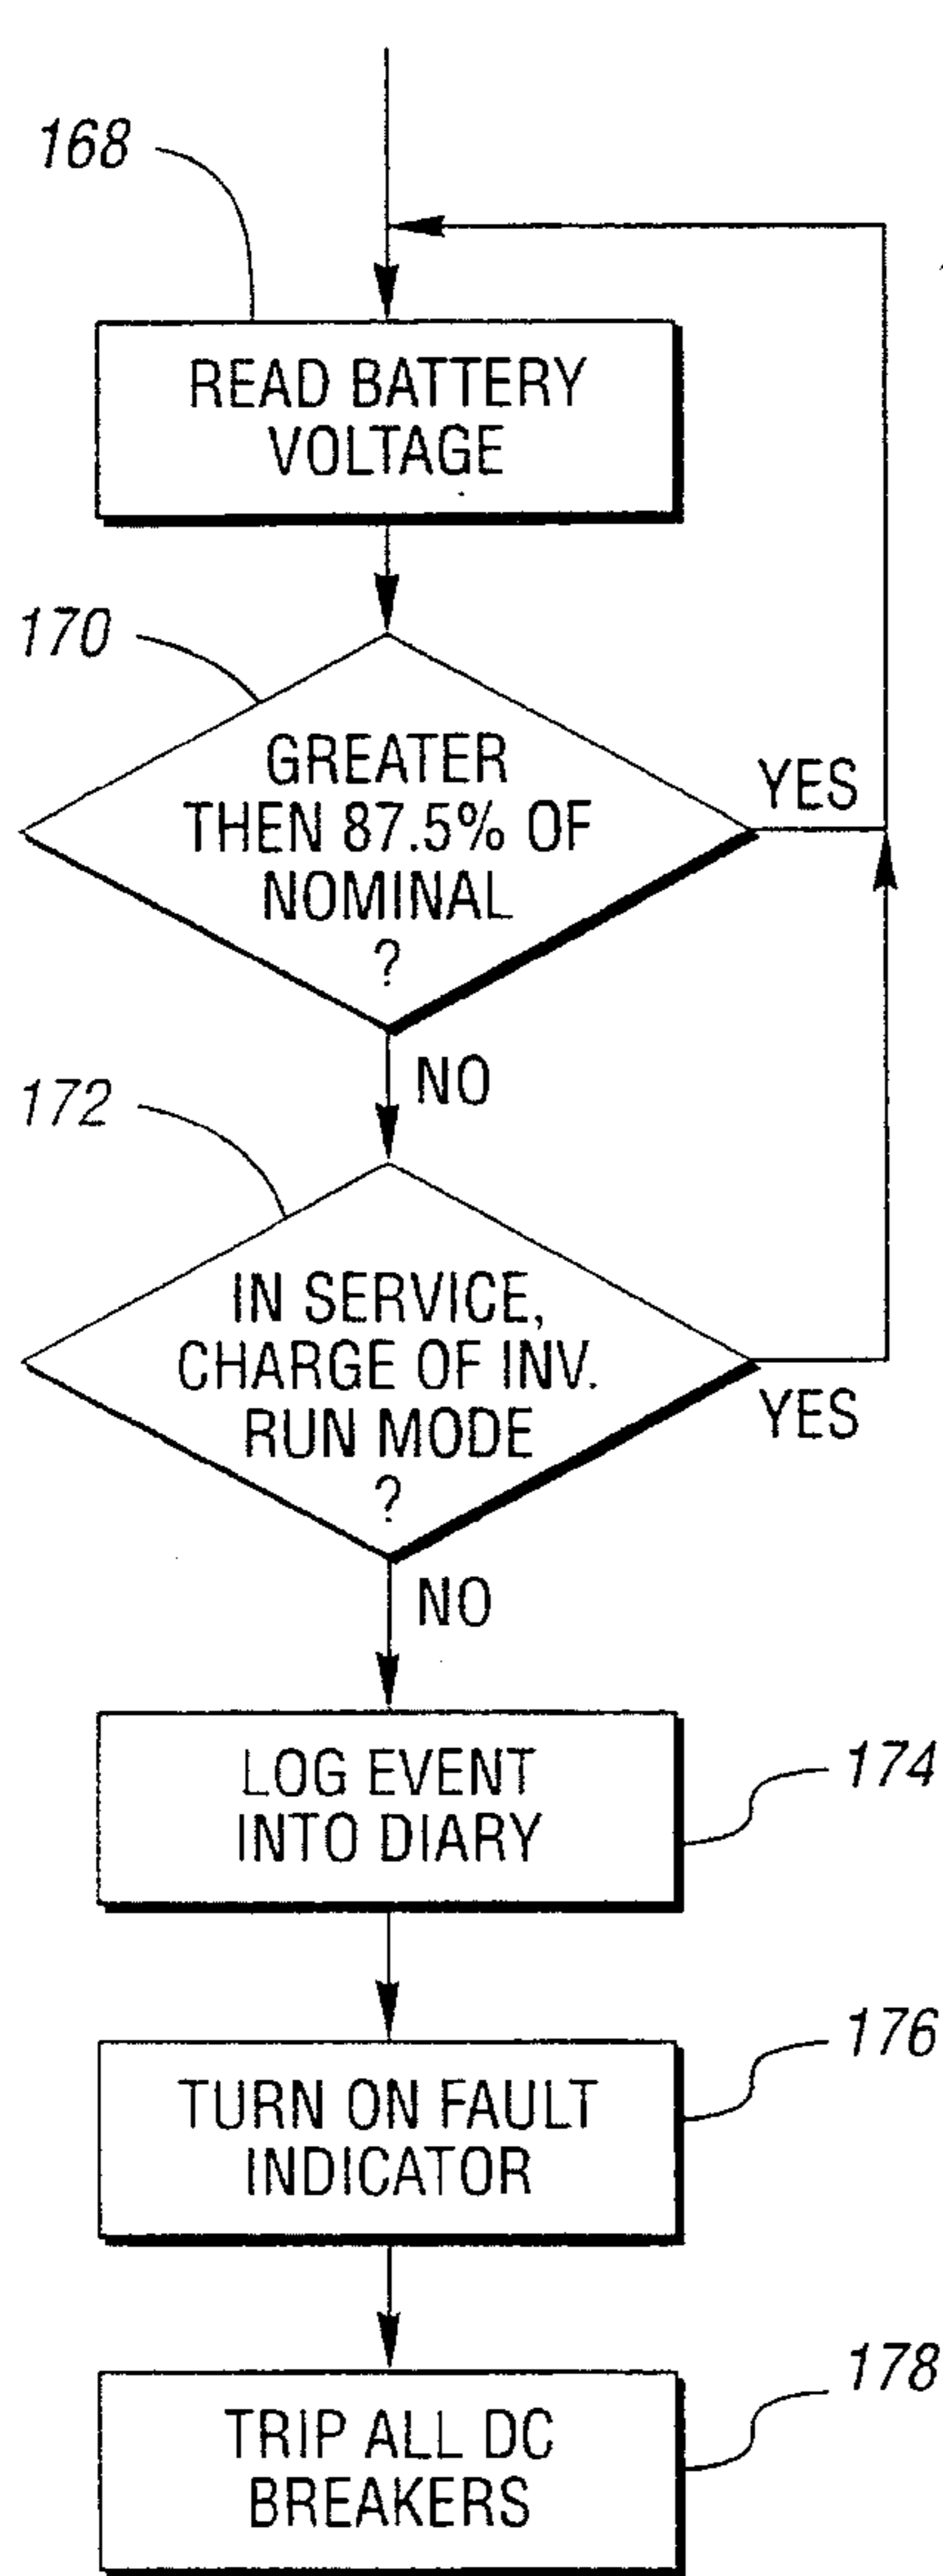 168
READ BATTERY
VOLTAGE
170
GREATER
THEN 87.5% OF
NOMINAL
?
YES
NO
172
IN SERVICE,
CHARGE OF INV.
RUN MODE
?
YES
NO
LOG EVENT
INTO DIARY
174
TURN ON FAULT
INDICATOR
176
TRIP ALL DC
BREAKERS
178